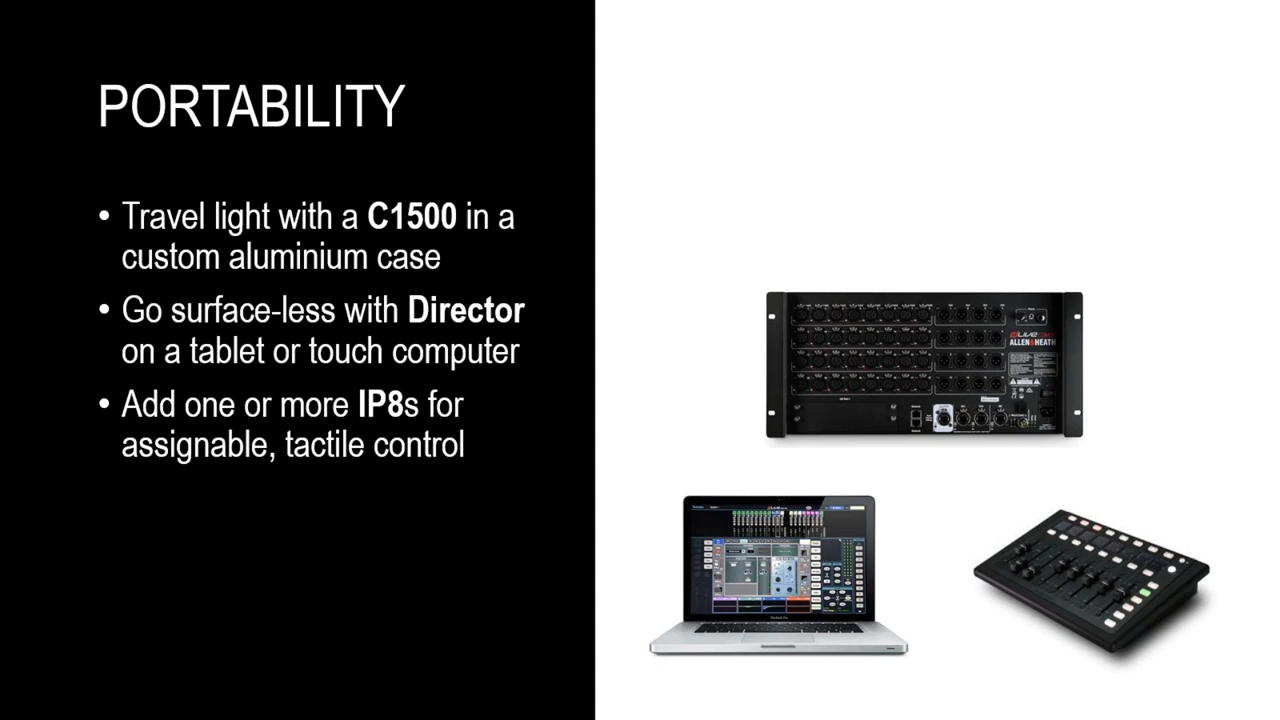 PORTABILITY
• Travel light with a C1500 in a
custom aluminium case
• Go surface-less with Director
on a tablet or touch computer
• Add one or more IP8s for
assignable, tactile control
ALLEN&HEATH